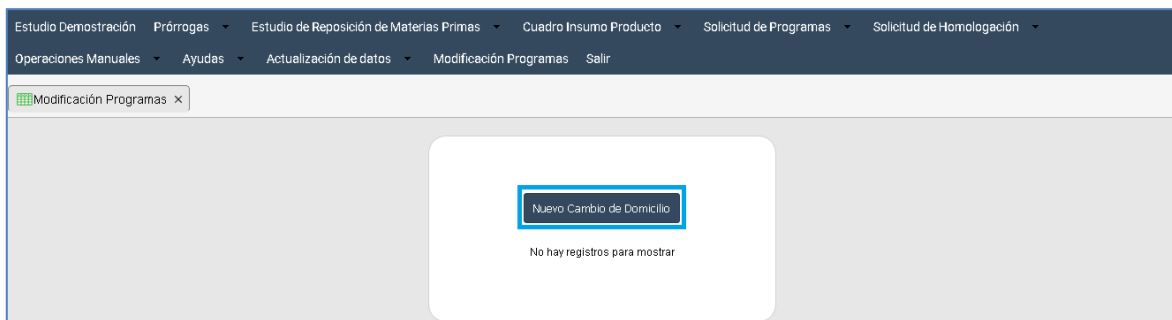 Estudio Demostración Prórrogas Estudio de Reposición de Materias Primas Cuadro Insumo Producto Solicitud de Programas Solicitud de Homologación
Operaciones Manuales Ayudas Actualización de datos Modificación Programas Salir
Modificación Programas ×
Nuevo Cambio de Domicilio
No hay registros para mostrar